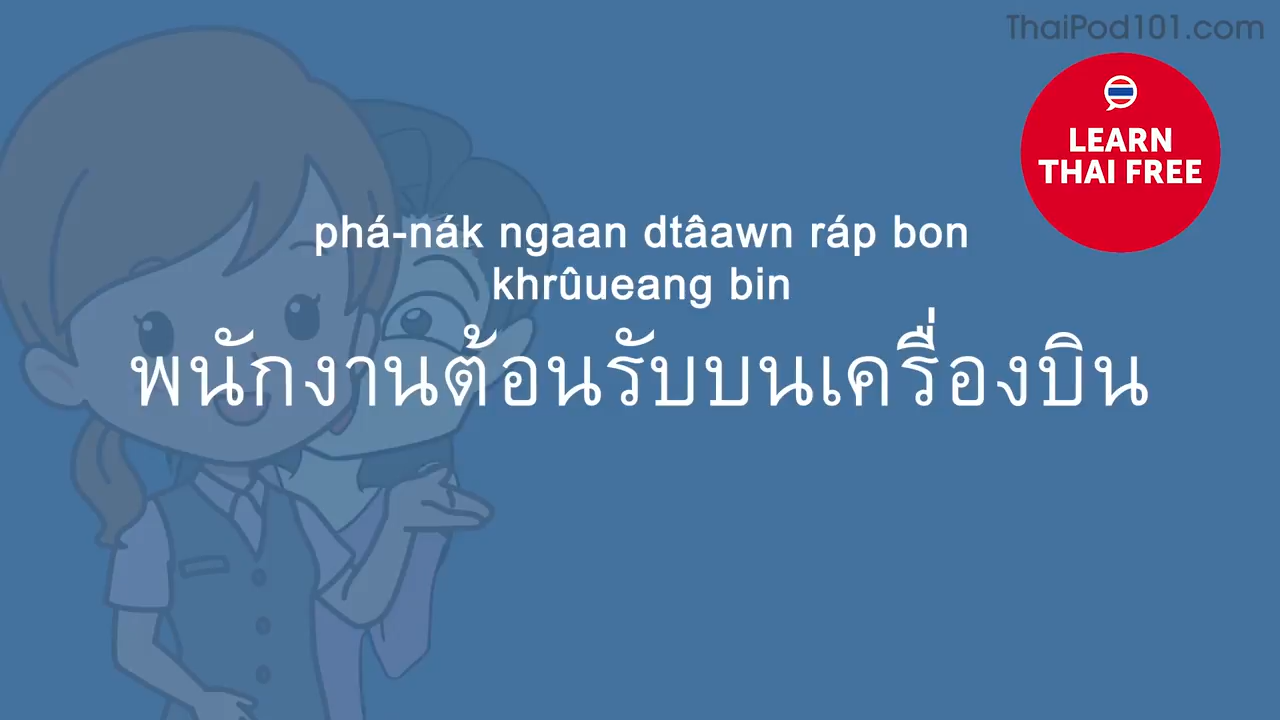 ThaiPod101.com
LEARN
THAI FREE
phá-nák ngaan dtâawn ráp bon
khrûueang bin
พนักงานต้อนรับบนเครื่องบิน